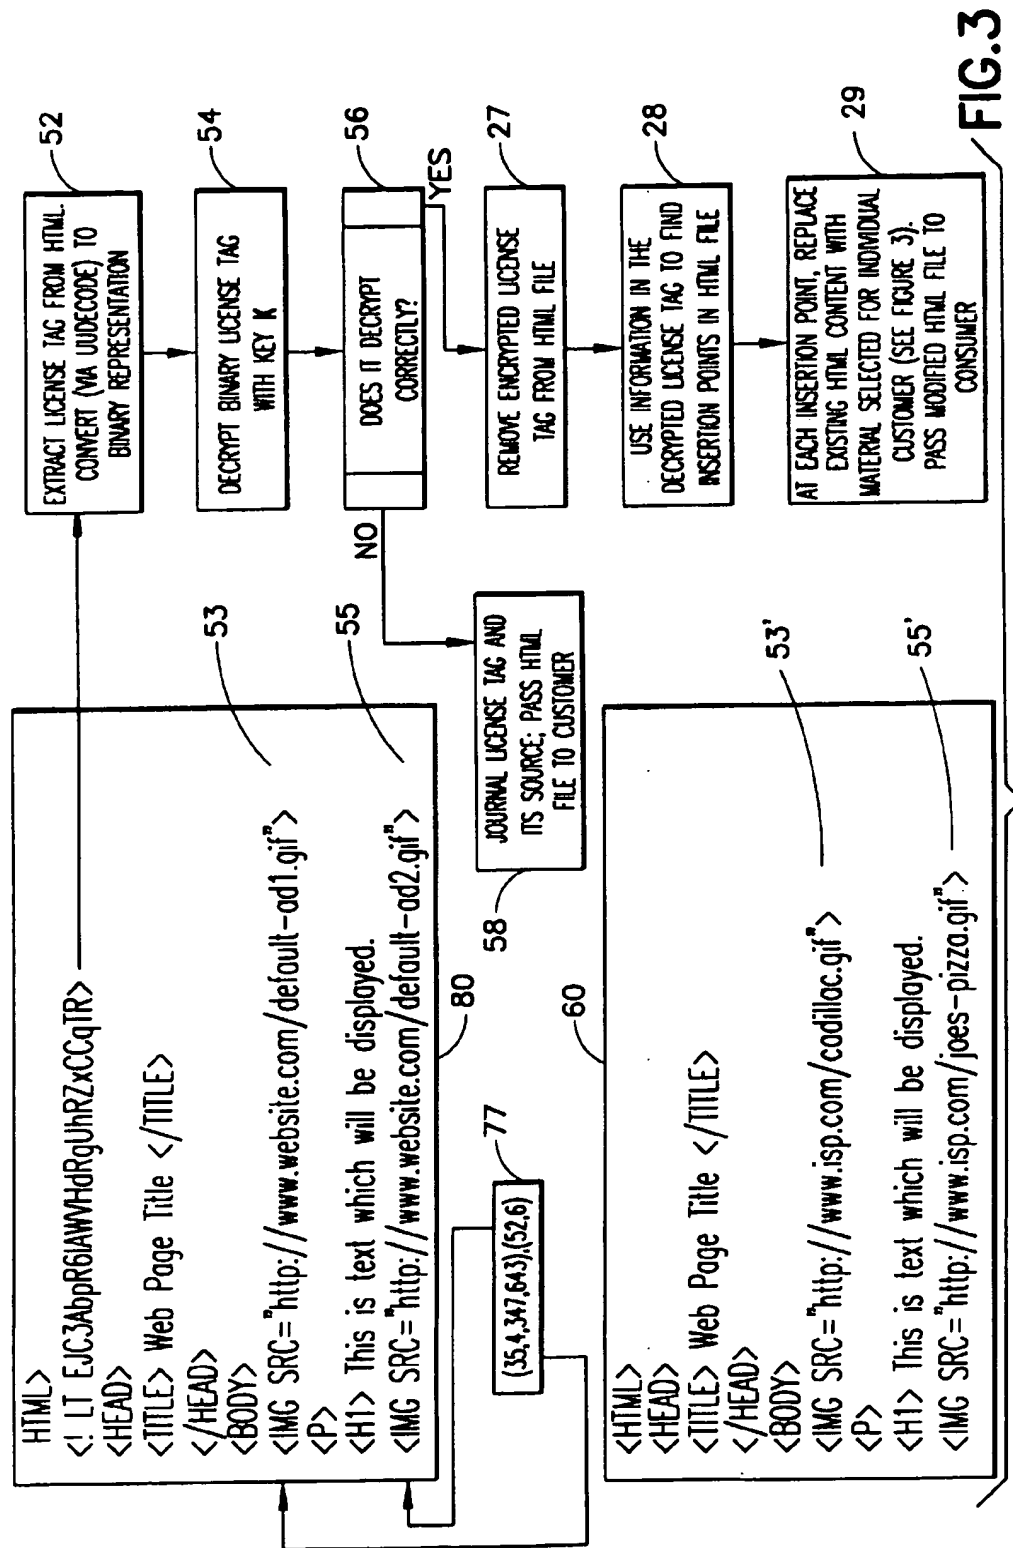 HTML>
<! LT EJC3AbpR6iAWVHdRgUhRZxCCqTR>
<HEAD>
<TITLE> Web Page Title </TITLE>
</HEAD>
<BODY>
<IMG SRC="http://www.website.com/default-ad1.gif">
<P>
<H1> This is text which will be displayed.
<IMG SRC="http://www.website.com/default-ad2.gif">
53
55
80
77
(35,4,347,643),(52,6)
60
<HTML>
<HEAD>
<TITLE> Web Page Title </TITLE>
</HEAD>
<BODY>
<IMG SRC="http://www.isp.com/cadillac.gif">
<P>
<H1> This is text which will be displayed.
<IMG SRC="http://www.isp.com/joes-pizza.gif">
53'
55'
52
EXTRACT LICENSE TAG FROM HTML.
CONVERT (VIA UUDECODE) TO
BINARY REPRESENTATION
54
DECRYPT BINARY LICENSE TAG
WITH KEY K
56
DOES IT DECRYPT
CORRECTLY?
YES
NO
JOURNAL LICENSE TAG AND
ITS SOURCE; PASS HTML
FILE TO CUSTOMER
58
27
REMOVE ENCRYPTED LICENSE
TAG FROM HTML FILE
28
USE INFORMATION IN THE
DECRYPTED LICENSE TAG TO FIND
INSERTION POINTS IN HTML FILE
29
AT EACH INSERTION POINT, REPLACE
EXISTING HTML CONTENT WITH
MATERIAL SELECTED FOR INDIVIDUAL
CUSTOMER (SEE FIGURE 3).
PASS MODIFIED HTML FILE TO
CONSUMER
FIG.3